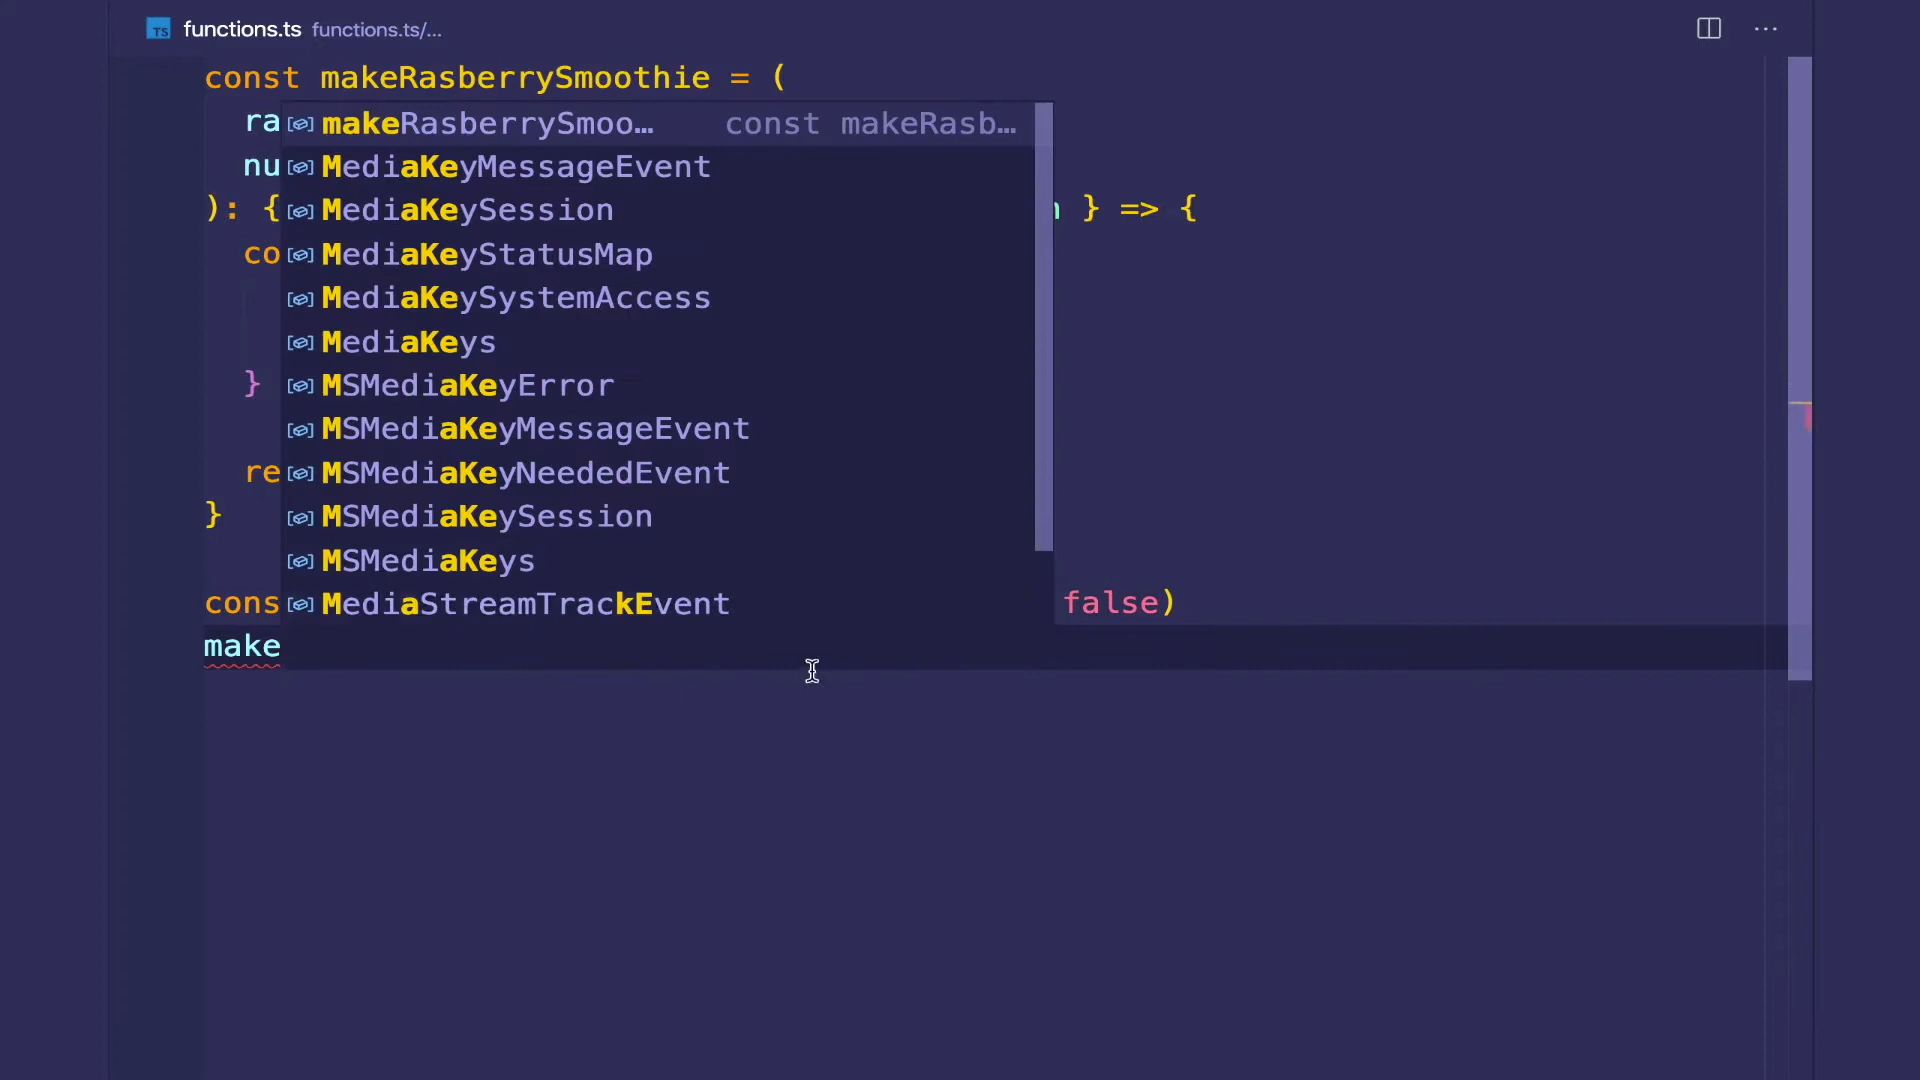 TS functions.ts functions.ts/...
const makeRasberrySmoothie = (
ra makeRasberrySmoo… const makeRasb…
nu MediaKeyMessageEvent
): { MediaKeySession } => {
co MediaKeyStatusMap
MediaKeySystemAccess
MediaKeys
} MSMediaKeyError
MSMediaKeyMessageEvent
re MSMediaKeyNeededEvent
} MSMediaKeySession
MSMediaKeys
cons MediaStreamTrackEvent false)
make